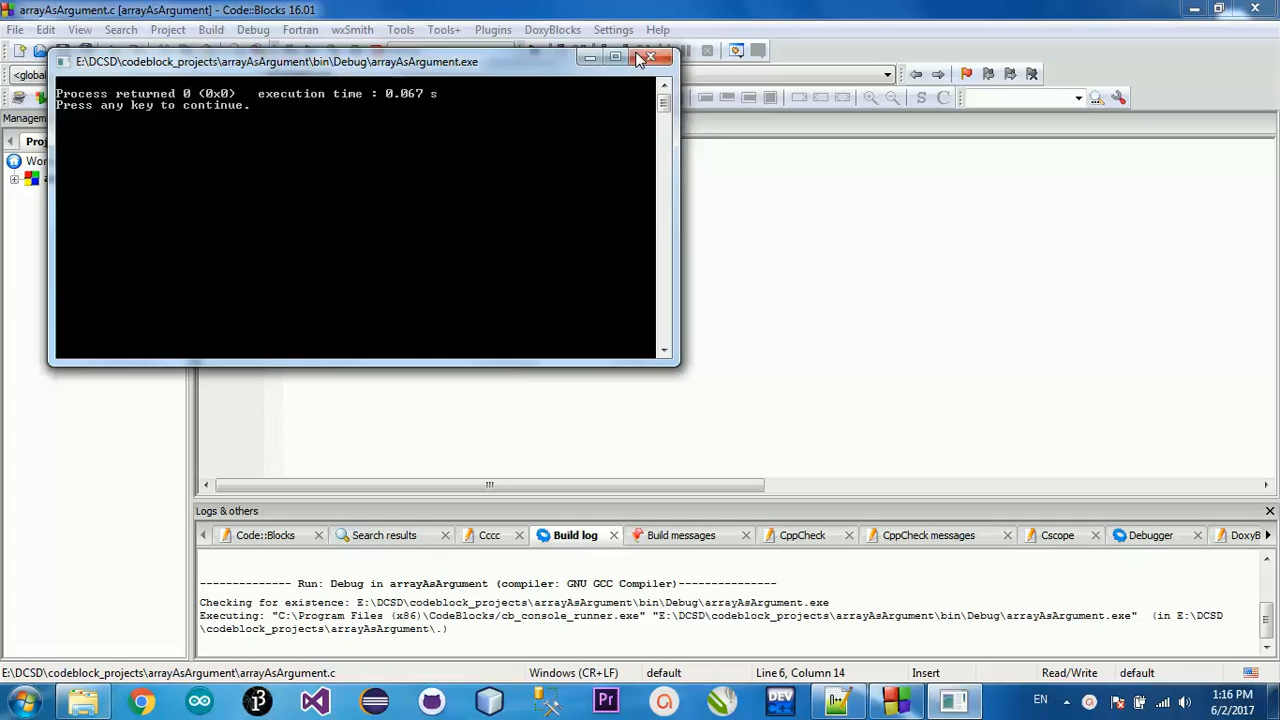 arrayAsArgument.c [arrayAsArgument] - Code::Blocks 16.01
File Edit View Search Project Build Debug Fortran wxSmith Tools Tools+ Plugins DoxyBlocks Settings Help
E:\DCSD\codeblock_projects\arrayAsArgument\bin\Debug\arrayAsArgument.exe
<global
Process returned 0 (0x0)   execution time : 0.067 s
Press any key to continue.
S C
Manage
Proj
Wor
Logs & others
Code::Blocks Search results Cccc Build log Build messages CppCheck CppCheck messages Cscope Debugger DoxyB
-------------- Run: Debug in arrayAsArgument (compiler: GNU GCC Compiler)---------------
Checking for existence: E:\DCSD\codeblock_projects\arrayAsArgument\bin\Debug\arrayAsArgument.exe
Executing: "C:\Program Files (x86)\CodeBlocks/cb_console_runner.exe" "E:\DCSD\codeblock_projects\arrayAsArgument\bin\Debug\arrayAsArgument.exe"  (in E:\DCSD
\codeblock_projects\arrayAsArgument\.)
E:\DCSD\codeblock_projects\arrayAsArgument\arrayAsArgument.c Windows (CR+LF) default Line 6, Column 14 Insert Read/Write default
Pr DEV EN 1:16 PM
6/2/2017